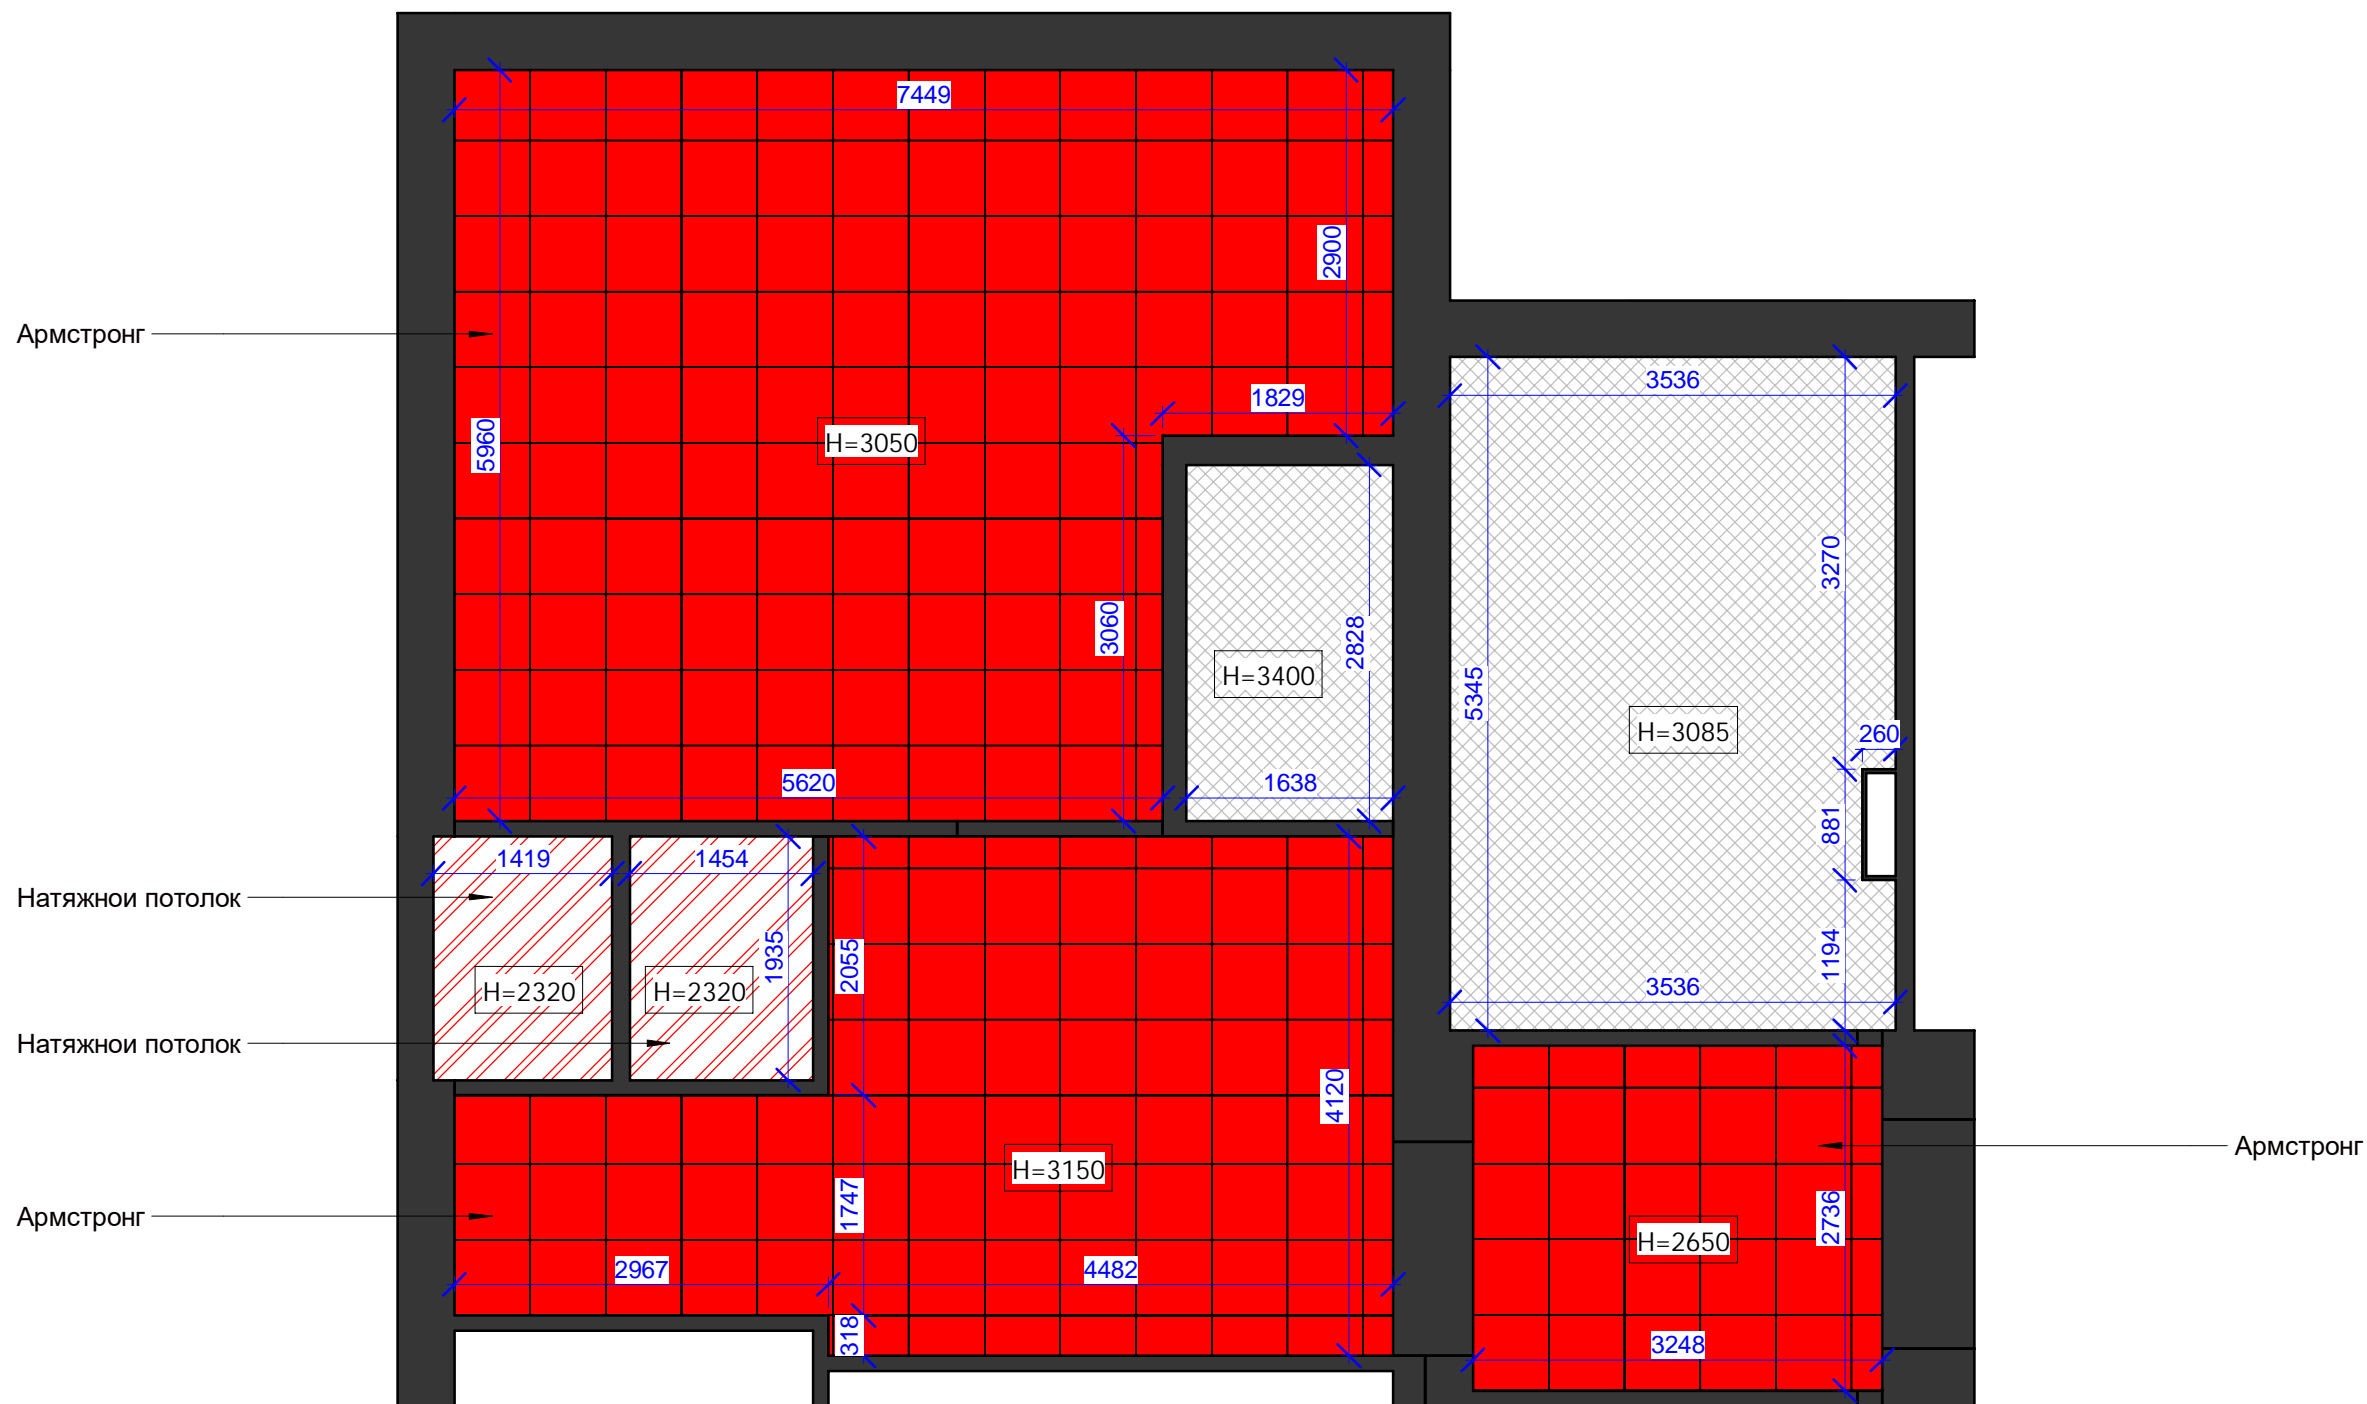 7449
2900
Армстронг
3536
1829
5960
H=3050
3270
3060
2828
H=3400
5345
H=3085
260
5620
1638
881
1419
1454
Натяжнои потолок
1935
2055
1194
H=2320
H=2320
3536
Натяжнои потолок
4120
Армстронг
H=3150
1747
Армстронг
2736
H=2650
2967
4482
318
3248